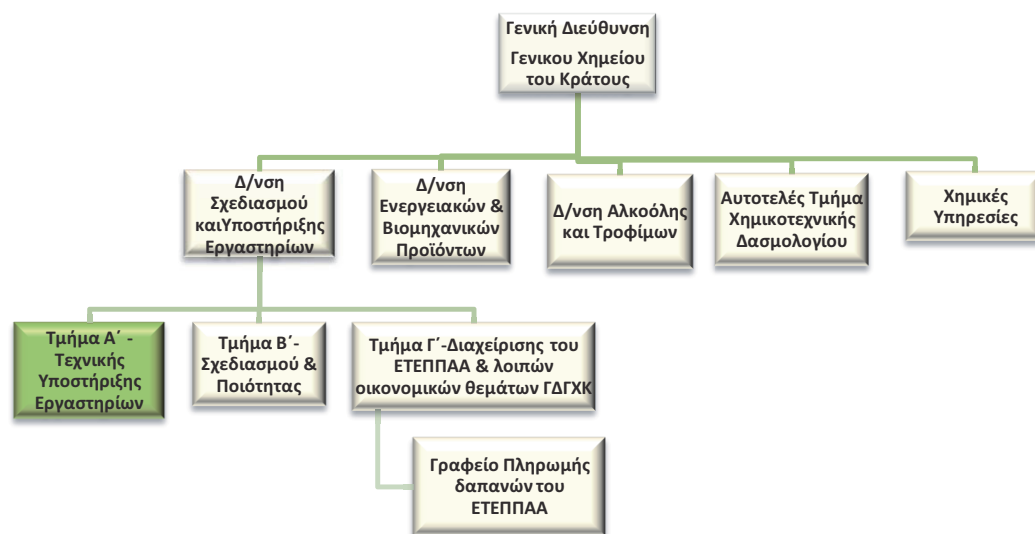 Γενική Διεύθυνση
Γενικου Χημείου
του Κράτους
Δ/νση
Σχεδιασμού
καιΥποστήριξης
Εργαστηρίων
Δ/νση
Ενεργειακών &
Βιομηχανικών
Προϊόντων
Δ/νση Αλκοόλης
και Τροφίμων
Αυτοτελές Τμήμα
Χημικοτεχνικής
Δασμολογίου
Χημικές
Υπηρεσίες
Τμήμα Α΄ -
Τεχνικής
Υποστήριξης
Εργαστηρίων
Τμήμα Β΄-
Σχεδιασμού &
Ποιότητας
Τμήμα Γ΄-Διαχείρισης του
ΕΤΕΠΠΑΑ & λοιπών
οικονομικών θεμάτων ΓΔΓΧΚ
Γραφείο Πληρωμής
δαπανών του
ΕΤΕΠΠΑΑ